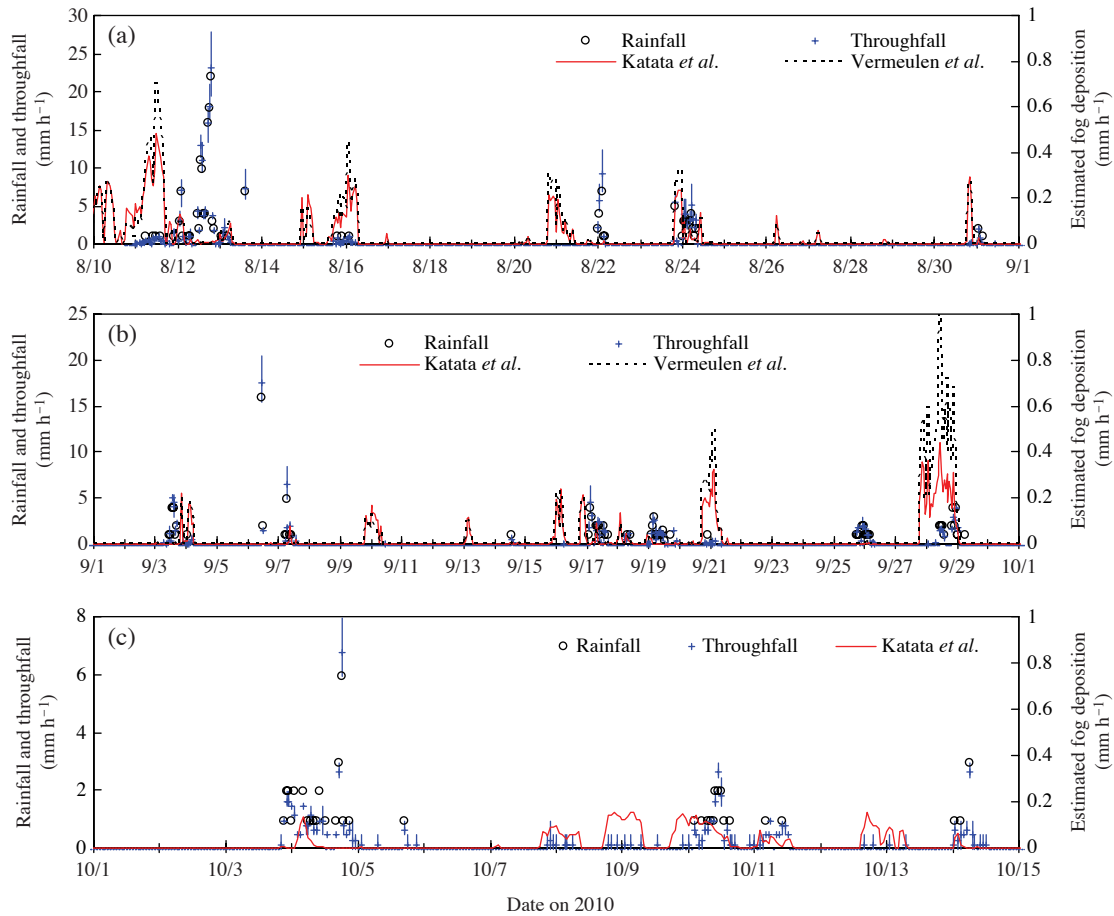 (a)
Rainfall
Throughfall
Katata et al.
Vermeulen et al.
Rainfall and throughfall
(mm h⁻¹)
30
25
20
15
10
5
0
1
0.8
0.6
0.4
0.2
0
Estimated fog deposition
(mm h⁻¹)
8/10 8/12 8/14 8/16 8/18 8/20 8/22 8/24 8/26 8/28 8/30 9/1
(b)
Rainfall
Throughfall
Katata et al.
Vermeulen et al.
Rainfall and throughfall
(mm h⁻¹)
25
20
15
10
5
0
1
0.8
0.6
0.4
0.2
0
Estimated fog deposition
(mm h⁻¹)
9/1 9/3 9/5 9/7 9/9 9/11 9/13 9/15 9/17 9/19 9/21 9/23 9/25 9/27 9/29 10/1
(c)
Rainfall
Throughfall
Katata et al.
Rainfall and throughfall
(mm h⁻¹)
8
6
4
2
0
1
0.8
0.6
0.4
0.2
0
Estimated fog deposition
(mm h⁻¹)
10/1 10/3 10/5 10/7 10/9 10/11 10/13 10/15
Date on 2010